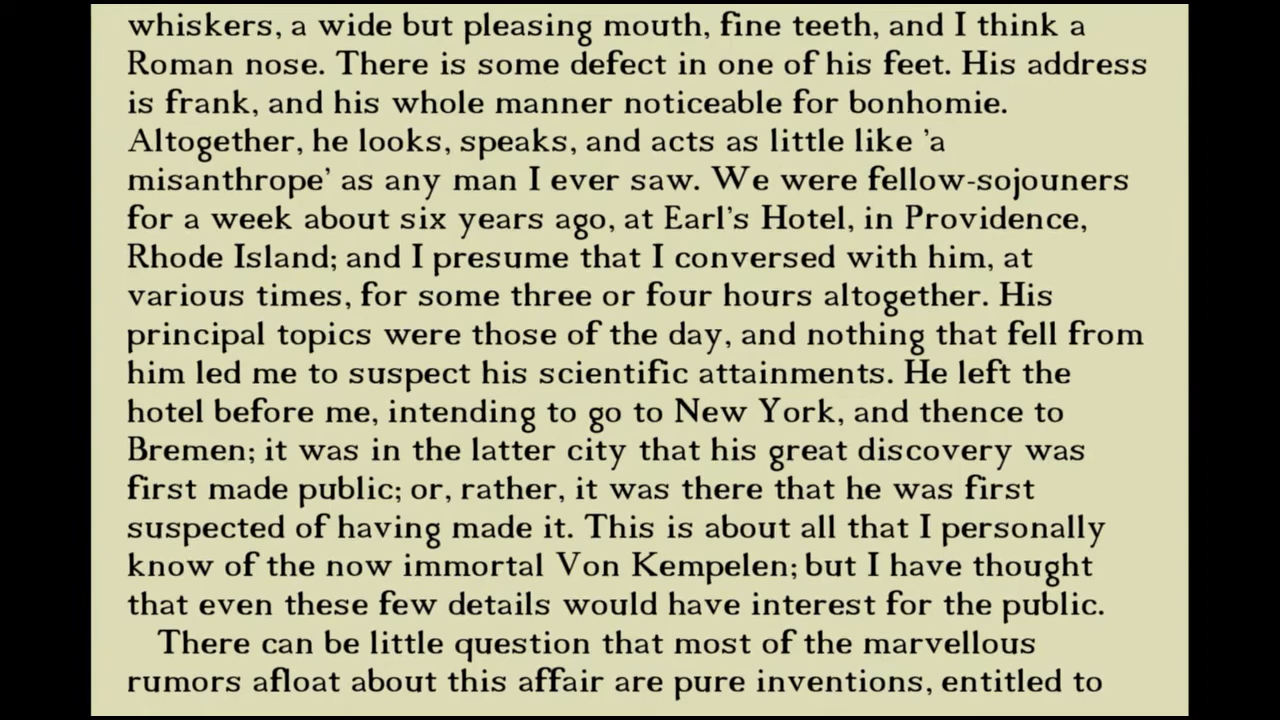 whiskers, a wide but pleasing mouth, fine teeth, and I think a
Roman nose. There is some defect in one of his feet. His address
is frank, and his whole manner noticeable for bonhomie.
Altogether, he looks, speaks, and acts as little like 'a
misanthrope' as any man I ever saw. We were fellow-sojouners
for a week about six years ago, at Earl's Hotel, in Providence,
Rhode Island; and I presume that I conversed with him, at
various times, for some three or four hours altogether. His
principal topics were those of the day, and nothing that fell from
him led me to suspect his scientific attainments. He left the
hotel before me, intending to go to New York, and thence to
Bremen; it was in the latter city that his great discovery was
first made public; or, rather, it was there that he was first
suspected of having made it. This is about all that I personally
know of the now immortal Von Kempelen; but I have thought
that even these few details would have interest for the public.
There can be little question that most of the marvellous
rumors afloat about this affair are pure inventions, entitled to